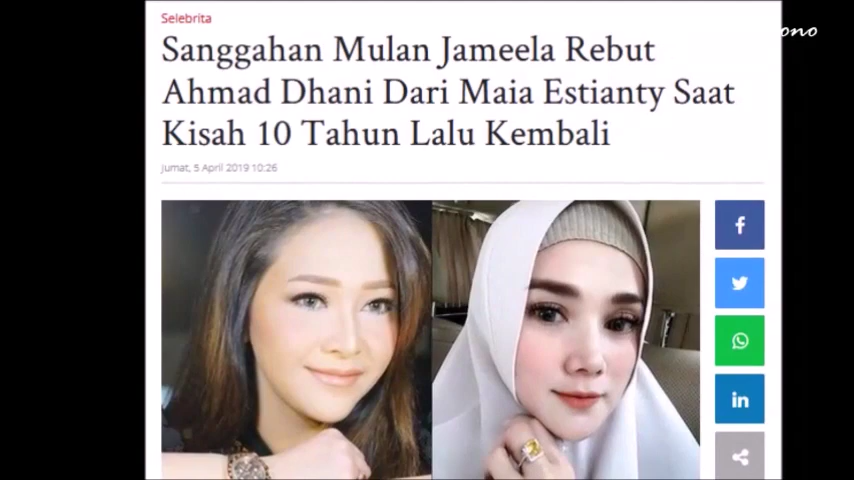 ono
Selebrita
Sanggahan Mulan Jameela Rebut
Ahmad Dhani Dari Maia Estianty Saat
Kisah 10 Tahun Lalu Kembali
Jumat, 5 April 2019 10:26